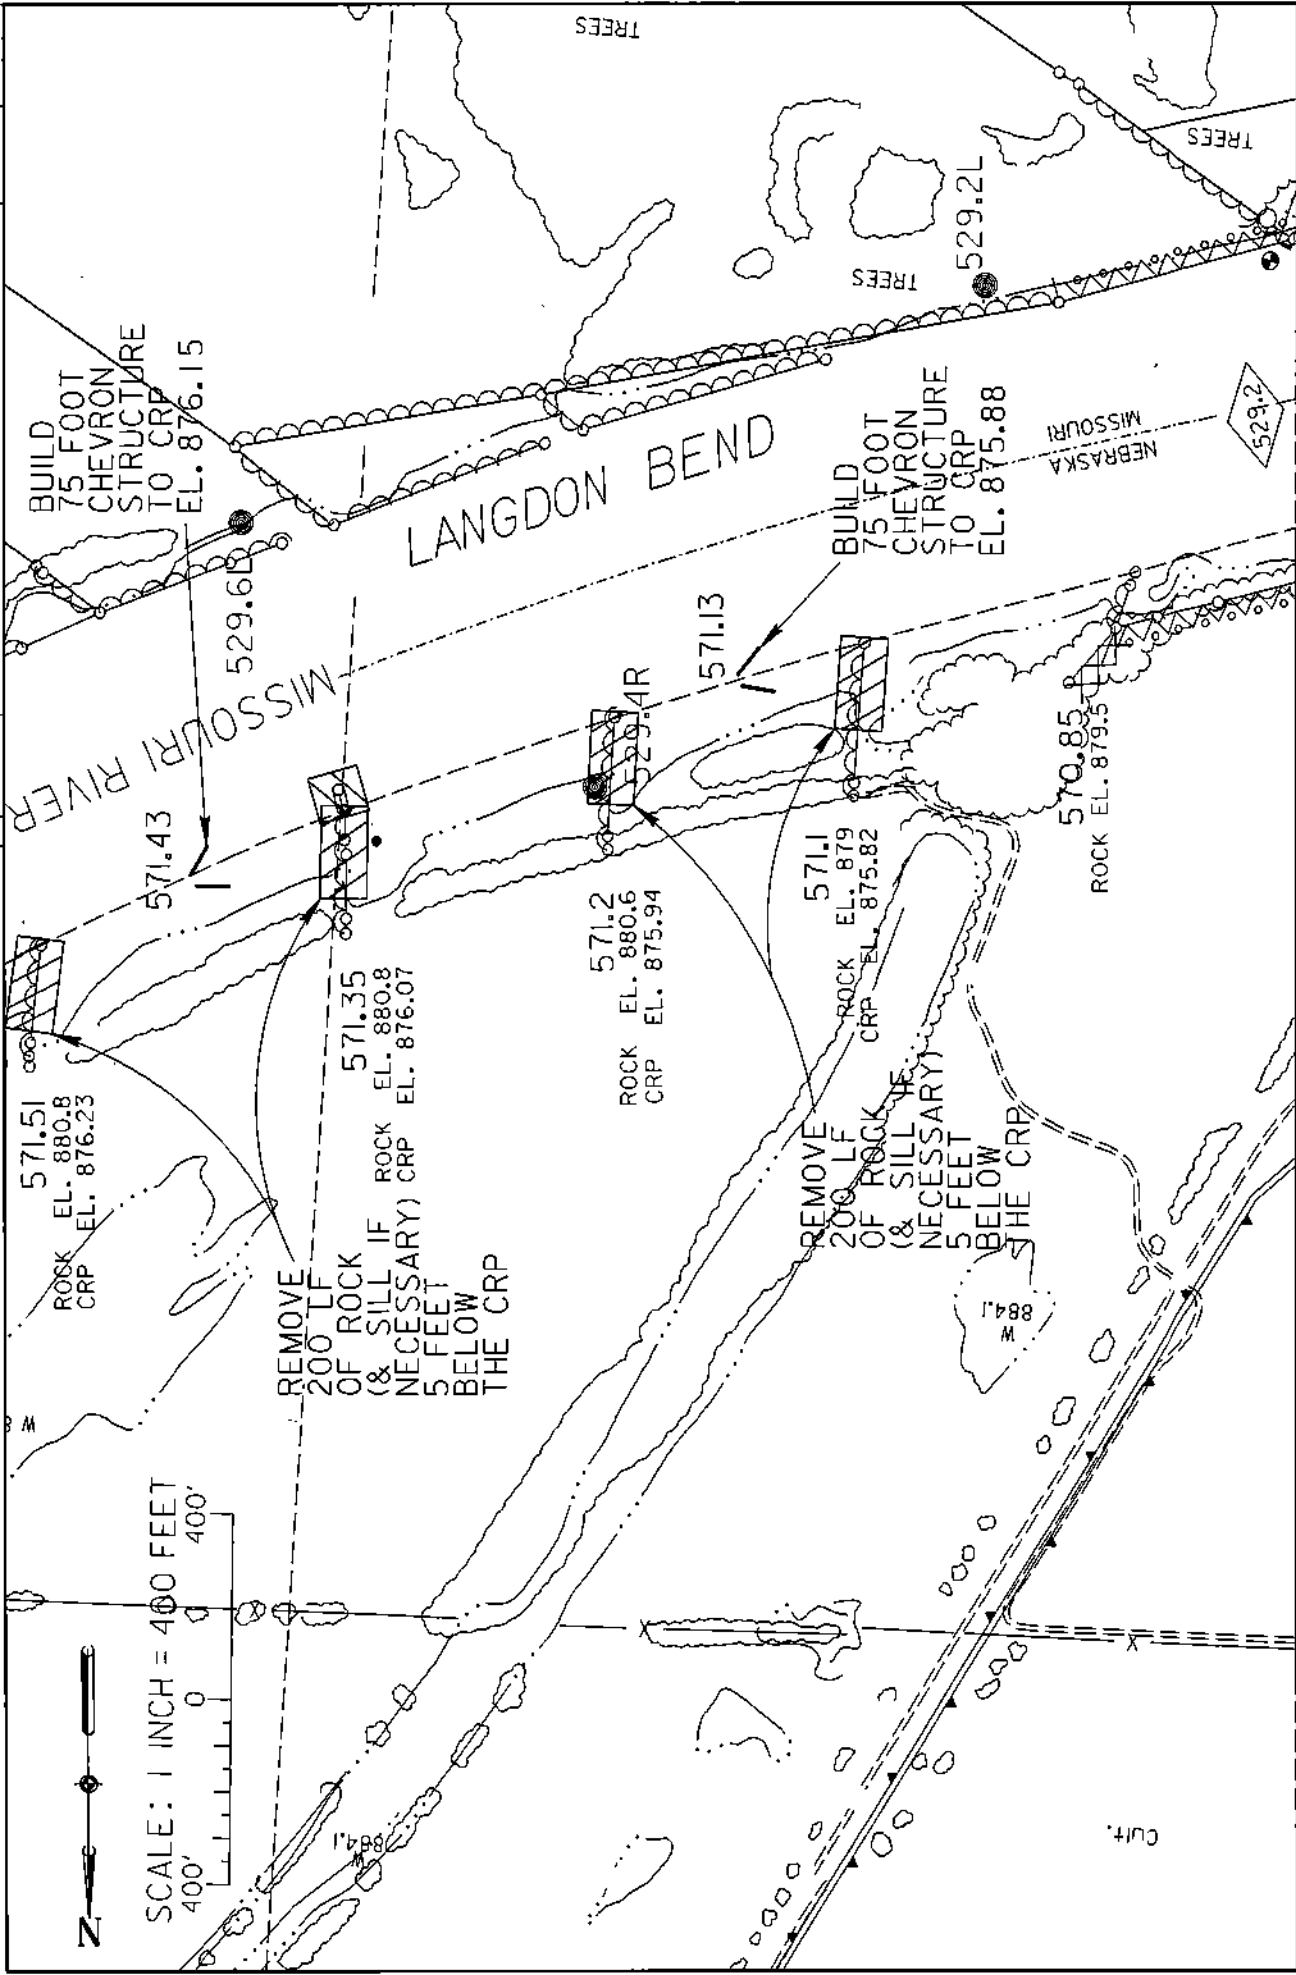 N
SCALE: 1 INCH = 400 FEET
400'
0
400'
571.51
ROCK EL. 880.8
CRP EL. 876.23
REMOVE
200 LF
OF ROCK
(& SILL IF
NECESSARY)
5 FEET
BELOW
THE CRP
571.35
ROCK EL. 880.8
CRP EL. 876.07
571.43
BUILD
75 FOOT
CHEVRON
STRUCTURE
TO CRP
EL. 876.15
529.6L
MISSOURI RIVER
LANGDON BEND
571.2
ROCK EL. 880.6
CRP EL. 875.94
529.4R
571.13
BUILD
75 FOOT
CHEVRON
STRUCTURE
TO CRP
EL. 875.88
571.1
ROCK EL. 879
CRP EL. 875.82
REMOVE
200 LF
OF ROCK
(& SILL IF
NECESSARY)
5 FEET
BELOW
THE CRP
570.85
ROCK EL. 879.5
529.2L
529.2
NEBRASKA
MISSOURI
TREES
TREES
TREES
W 8
W
884.1
W
884.1
Cult.
X
X
X